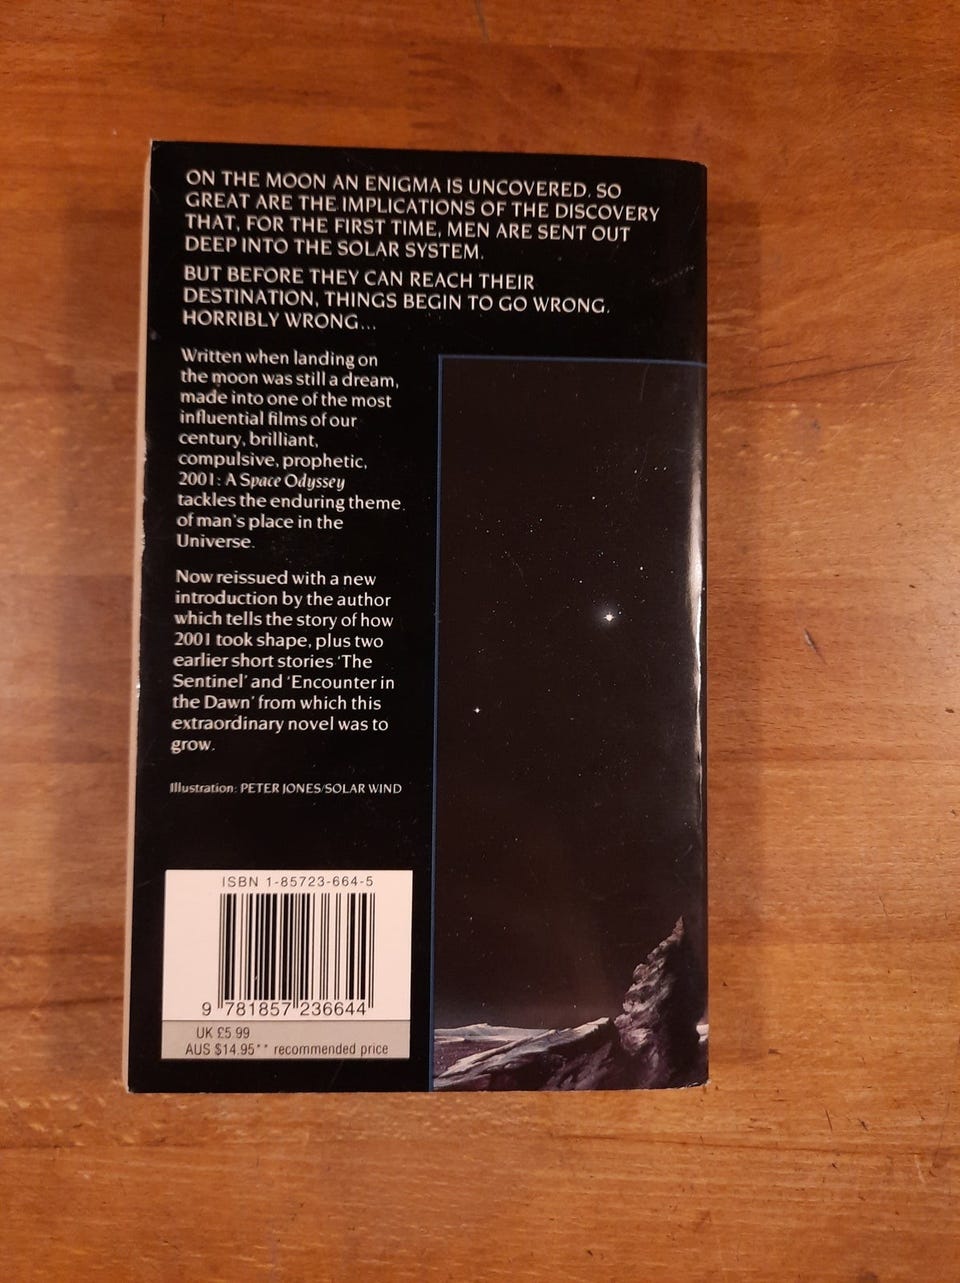 ON THE MOON AN ENIGMA IS UNCOVERED. SO
GREAT ARE THE IMPLICATIONS OF THE DISCOVERY
THAT, FOR THE FIRST TIME, MEN ARE SENT OUT
DEEP INTO THE SOLAR SYSTEM.
BUT BEFORE THEY CAN REACH THEIR
DESTINATION, THINGS BEGIN TO GO WRONG.
HORRIBLY WRONG...
Written when landing on
the moon was still a dream,
made into one of the most
influential films of our
century, brilliant,
compulsive, prophetic,
2001: A Space Odyssey
tackles the enduring theme
of man's place in the
Universe.
Now reissued with a new
introduction by the author
which tells the story of how
2001 took shape, plus two
earlier short stories 'The
Sentinel' and 'Encounter in
the Dawn' from which this
extraordinary novel was to
grow.
Illustration: PETER JONES/SOLAR WIND
ISBN 1-85723-664-5
9 781857 236644
UK £5.99
AUS $14.95** recommended price